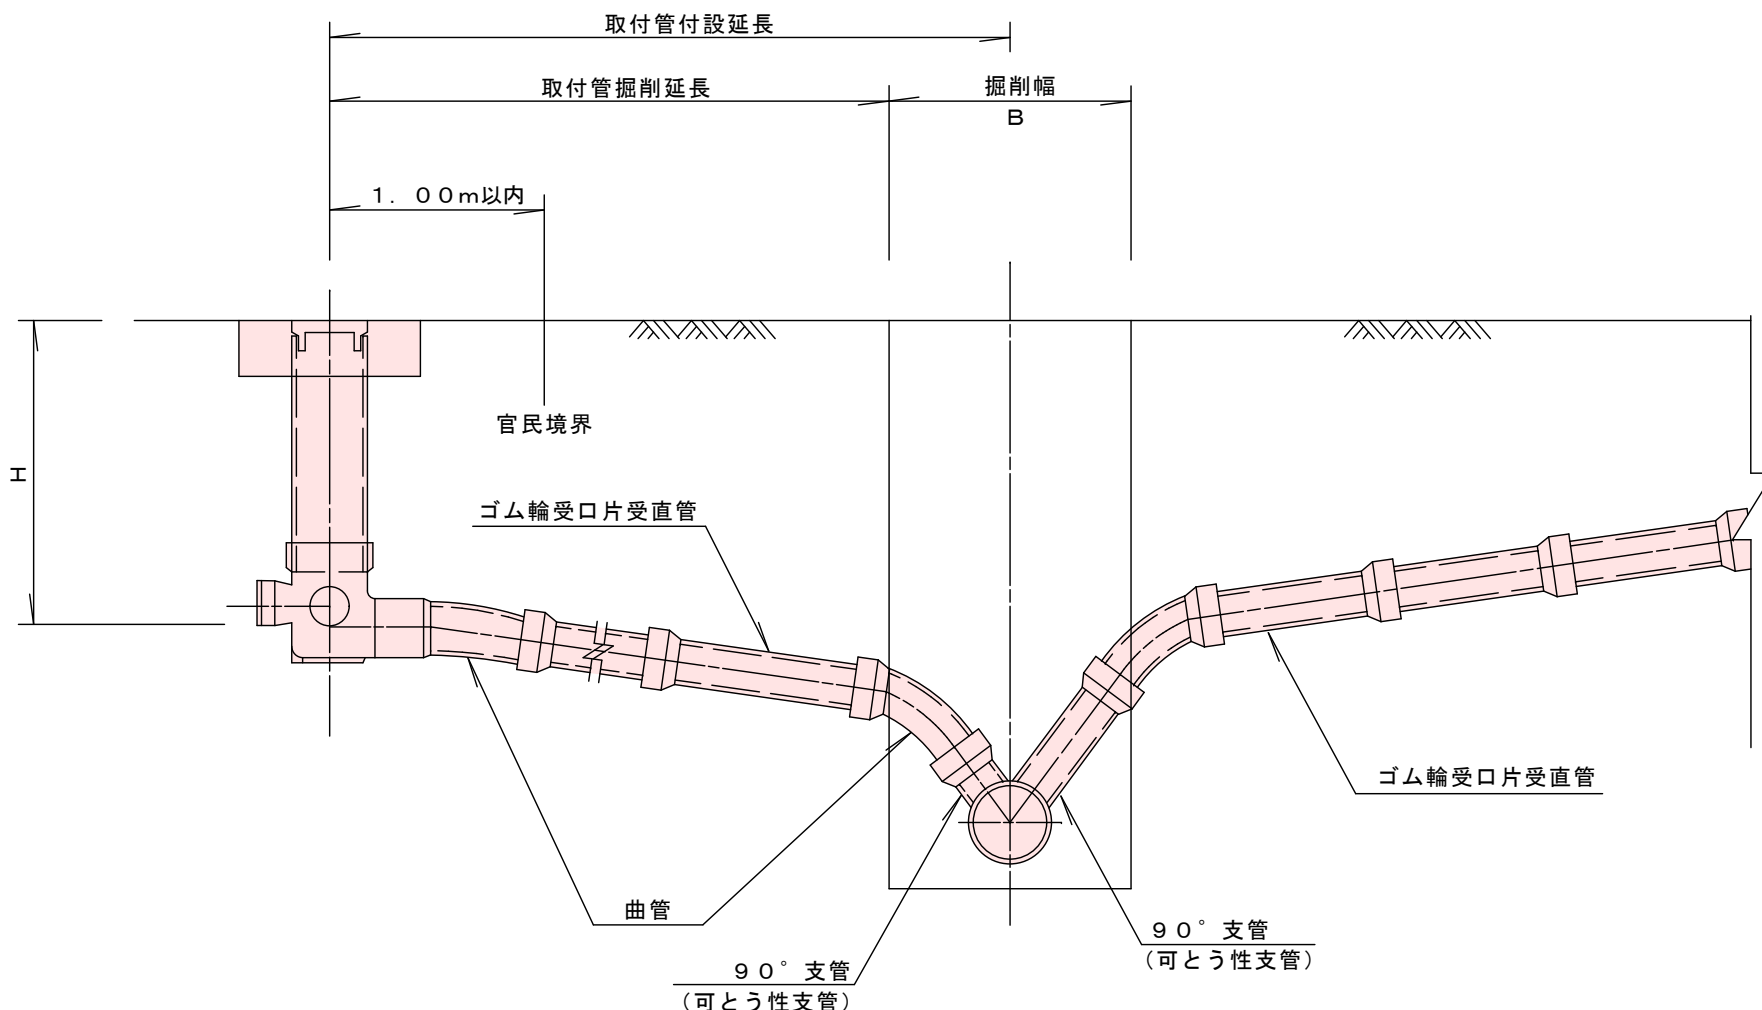 取付管付設延長
取付管掘削延長
掘削幅
B
1.00m以内
官民境界
H
ゴム輪受口片受直管
ゴム輪受口片受直管
曲管
90°支管
(可とう性支管)
90°支管
(可とう性支管)